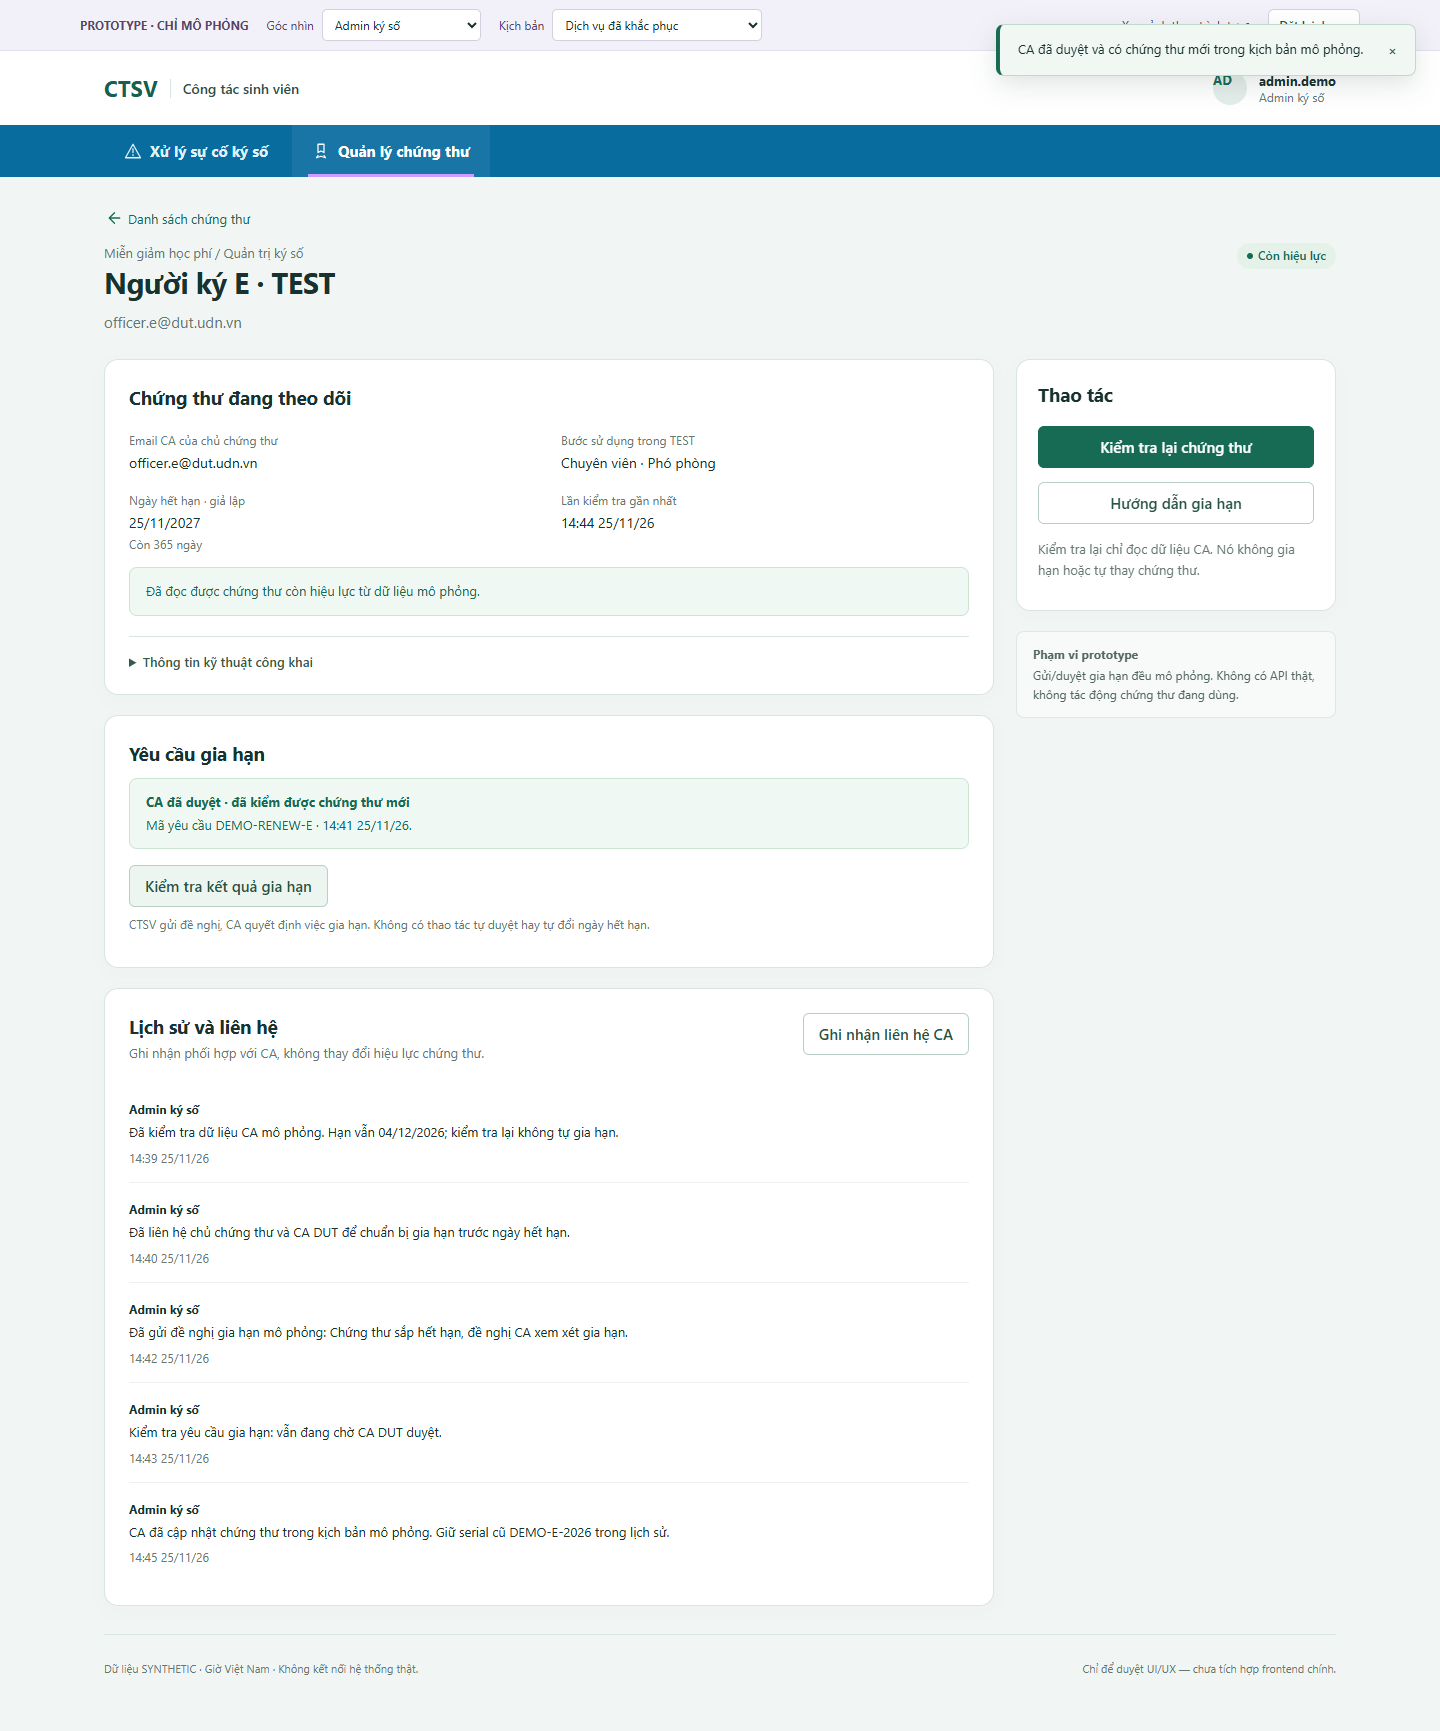 PROTOTYPE · CHỈ MÔ PHỎNG
Góc nhìn
Admin ký số
Kịch bản
Dịch vụ đã khắc phục
CA đã duyệt và có chứng thư mới trong kịch bản mô phỏng.
×
CTSV
Công tác sinh viên
AD
admin.demo
Admin ký số
Xử lý sự cố ký số
Quản lý chứng thư
Danh sách chứng thư
Miễn giảm học phí / Quản trị ký số
Còn hiệu lực
Người ký E · TEST
officer.e@dut.udn.vn
Chứng thư đang theo dõi
Email CA của chủ chứng thư
officer.e@dut.udn.vn
Bước sử dụng trong TEST
Chuyên viên · Phó phòng
Ngày hết hạn · giả lập
25/11/2027
Còn 365 ngày
Lần kiểm tra gần nhất
14:44 25/11/26
Đã đọc được chứng thư còn hiệu lực từ dữ liệu mô phỏng.
Thông tin kỹ thuật công khai
Thao tác
Kiểm tra lại chứng thư
Hướng dẫn gia hạn
Kiểm tra lại chỉ đọc dữ liệu CA. Nó không gia
hạn hoặc tự thay chứng thư.
Phạm vi prototype
Gửi/duyệt gia hạn đều mô phỏng. Không có API thật,
không tác động chứng thư đang dùng.
Yêu cầu gia hạn
CA đã duyệt · đã kiểm được chứng thư mới
Mã yêu cầu DEMO-RENEW-E · 14:41 25/11/26.
Kiểm tra kết quả gia hạn
CTSV gửi đề nghị, CA quyết định việc gia hạn. Không có thao tác tự duyệt hay tự đổi ngày hết hạn.
Lịch sử và liên hệ
Ghi nhận phối hợp với CA, không thay đổi hiệu lực chứng thư.
Ghi nhận liên hệ CA
Admin ký số
Đã kiểm tra dữ liệu CA mô phỏng. Hạn vẫn 04/12/2026; kiểm tra lại không tự gia hạn.
14:39 25/11/26
Admin ký số
Đã liên hệ chủ chứng thư và CA DUT để chuẩn bị gia hạn trước ngày hết hạn.
14:40 25/11/26
Admin ký số
Đã gửi đề nghị gia hạn mô phỏng: Chứng thư sắp hết hạn, đề nghị CA xem xét gia hạn.
14:42 25/11/26
Admin ký số
Kiểm tra yêu cầu gia hạn: vẫn đang chờ CA DUT duyệt.
14:43 25/11/26
Admin ký số
CA đã cập nhật chứng thư trong kịch bản mô phỏng. Giữ serial cũ DEMO-E-2026 trong lịch sử.
14:45 25/11/26
Dữ liệu SYNTHETIC · Giờ Việt Nam · Không kết nối hệ thống thật.
Chỉ để duyệt UI/UX — chưa tích hợp frontend chính.